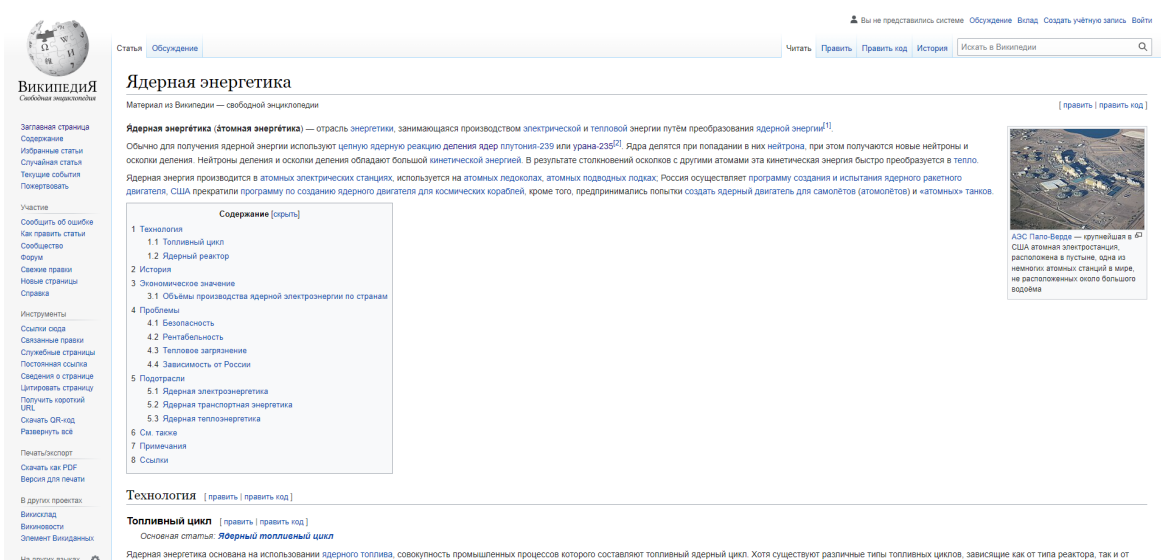 Вы не представились системе Обсуждение Вклад Создать учётную запись Войти
Статья Обсуждение Читать Править Править код История Искать в Википедии
ВикипедиЯ
Свободная энциклопедия
Заглавная страница
Содержание
Избранные статьи
Случайная статья
Текущие события
Пожертвовать
Участие
Сообщить об ошибке
Как править статьи
Сообщество
Форум
Свежие правки
Новые страницы
Справка
Инструменты
Ссылки сюда
Связанные правки
Служебные страницы
Постоянная ссылка
Сведения о странице
Цитировать страницу
Получить короткий
URL
Скачать QR-код
Развернуть всё
Печать/экспорт
Скачать как PDF
Версия для печати
В других проектах
Викисклад
Викиновости
Элемент Викиданных
На других языках
Ядерная энергетика
Материал из Википедии — свободной энциклопедии [ править | править код ]
Я́дерная энерге́тика (а́томная энерге́тика) — отрасль энергетики, занимающаяся производством электрической и тепловой энергии путём преобразования ядерной энергии[1].
Обычно для получения ядерной энергии используют цепную ядерную реакцию деления ядер плутония-239 или урана-235[2]. Ядра делятся при попадании в них нейтрона, при этом получаются новые нейтроны и
осколки деления. Нейтроны деления и осколки деления обладают большой кинетической энергией. В результате столкновений осколков с другими атомами эта кинетическая энергия быстро преобразуется в тепло.
Ядерная энергия производится в атомных электрических станциях, используется на атомных ледоколах, атомных подводных лодках; Россия осуществляет программу создания и испытания ядерного ракетного
двигателя, США прекратили программу по созданию ядерного двигателя для космических кораблей, кроме того, предпринимались попытки создать ядерный двигатель для самолётов (атомолётов) и «атомных» танков.
АЭС Пало-Верде — крупнейшая в
США атомная электростанция,
расположена в пустыне, одна из
немногих атомных станций в мире,
не расположенных около большого
водоёма
Содержание [скрыть]
1 Технология
1.1 Топливный цикл
1.2 Ядерный реактор
2 История
3 Экономическое значение
3.1 Объёмы производства ядерной электроэнергии по странам
4 Проблемы
4.1 Безопасность
4.2 Рентабельность
4.3 Тепловое загрязнение
4.4 Зависимость от России
5 Подотрасли
5.1 Ядерная электроэнергетика
5.2 Ядерная транспортная энергетика
5.3 Ядерная теплоэнергетика
6 См. также
7 Примечания
8 Ссылки
Технология [ править | править код ]
Топливный цикл [ править | править код ]
Основная статья: Ядерный топливный цикл
Ядерная энергетика основана на использовании ядерного топлива, совокупность промышленных процессов которого составляют топливный ядерный цикл. Хотя существуют различные типы топливных циклов, зависящие как от типа реактора, так и от